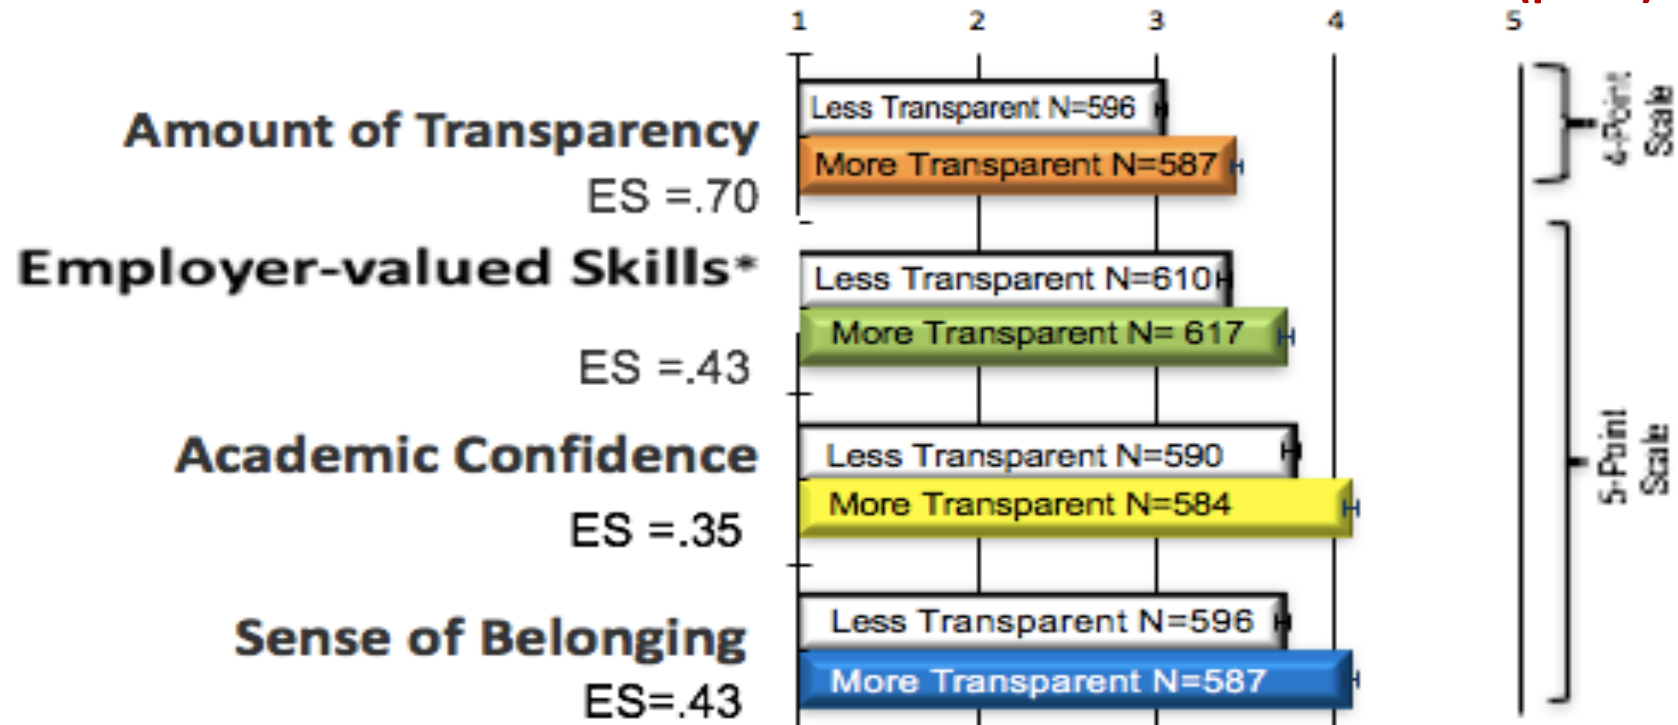 1 2 3 4 5
Amount of Transparency
Less Transparent N=596
More Transparent N=587
ES =.70
4-Point
Scale
Employer-valued Skills*
Less Transparent N=610
More Transparent N= 617
ES =.43
Academic Confidence
Less Transparent N=590
More Transparent N=584
ES =.35
5-Point
Scale
Sense of Belonging
Less Transparent N=596
More Transparent N=587
ES=.43